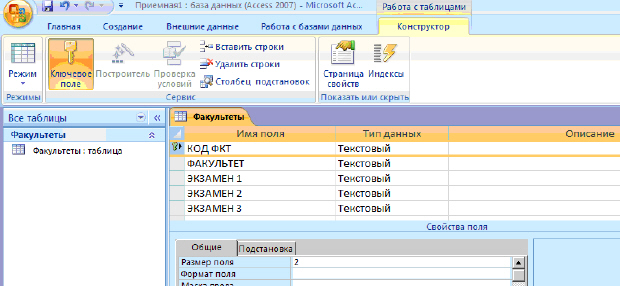 Приемная1 : база данных (Access 2007) - Microsoft Ac...
Работа с таблицами
Главная Создание Внешние данные Работа с базами данных Конструктор
Режим
Ключевое поле
Построитель
Проверка условий
Вставить строки
Удалить строки
Столбец подстановок
Страница свойств
Индексы
Режимы Сервис Показать или скрыть
Все таблицы
Факультеты
Факультеты : таблица
Факультеты
Имя поля Тип данных Описание
КОД ФКТ Текстовый
ФАКУЛЬТЕТ Текстовый
ЭКЗАМЕН 1 Текстовый
ЭКЗАМЕН 2 Текстовый
ЭКЗАМЕН 3 Текстовый
Свойства поля
Общие Подстановка
Размер поля 2
Формат поля
Маска ввода